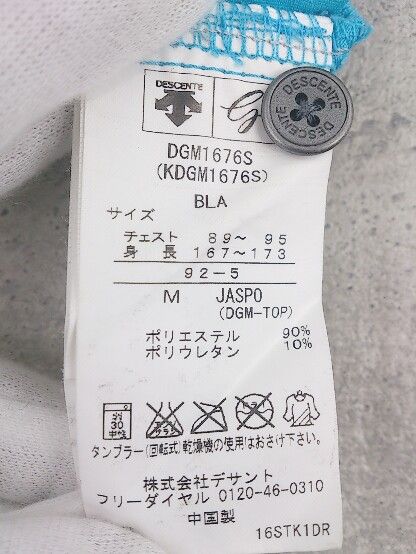 DESCENTE
DESCENTE
DESCENTE
DGM1676S
(KDGM1676S)
BLA
サイズ
チェスト 89～ 95
身 長 167～173
92-5
M JASPO
(DGM-TOP)
ポリエステル 90%
ポリウレタン 10%
30
中性
タンブラー(回転式)乾燥機の使用はおさけ下さい。
株式会社デサント
フリーダイヤル 0120-46-0310
中国製
16STK1DR